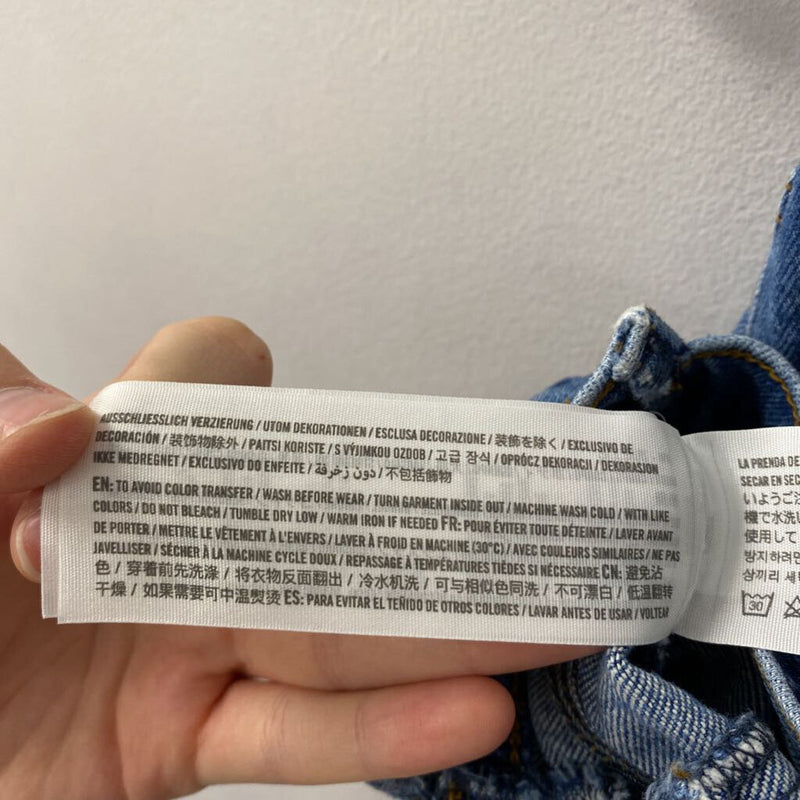 AUSSCHLIESSLICH VERZIERUNG / UTOM DEKORATIONEN / ESCLUSA DECORAZIONE / 装飾を除く / EXCLUSIVO DE
DECORACIÓN / 装饰物除外 / PAITSI KORISTE / S VÝJIMKOU OZDOB / 고급 장식 / OPRÓCZ DEKORACJI / DEKORASJON
IKKE MEDREGNET / EXCLUSIVO DO ENFEITE / دون زخرفة / 不包括飾物
EN: TO AVOID COLOR TRANSFER / WASH BEFORE WEAR / TURN GARMENT INSIDE OUT / MACHINE WASH COLD / WITH LIKE
COLORS / DO NOT BLEACH / TUMBLE DRY LOW / WARM IRON IF NEEDED FR: POUR ÉVITER TOUTE DÉTEINTE / LAVER AVANT
DE PORTER / METTRE LE VÊTEMENT À L'ENVERS / LAVER À FROID EN MACHINE (30°C) / AVEC COULEURS SIMILAIRES / NE PAS
JAVELLISER / SÉCHER À LA MACHINE CYCLE DOUX / REPASSAGE À TEMPÉRATURES TIÈDES SI NÉCESSAIRE CN: 避免沾
色 / 穿着前先洗涤 / 将衣物反面翻出 / 冷水机洗 / 可与相似色同洗 / 不可漂白 / 低温翻转
干燥 / 如果需要可中温熨烫 ES: PARA EVITAR EL TEÑIDO DE OTROS COLORES / LAVAR ANTES DE USAR / VOLTEAR
LA PRENDA DE
SECAR EN SEC
いようご注
機で水洗い
使用して
방지하려면
삼끼리 세
30